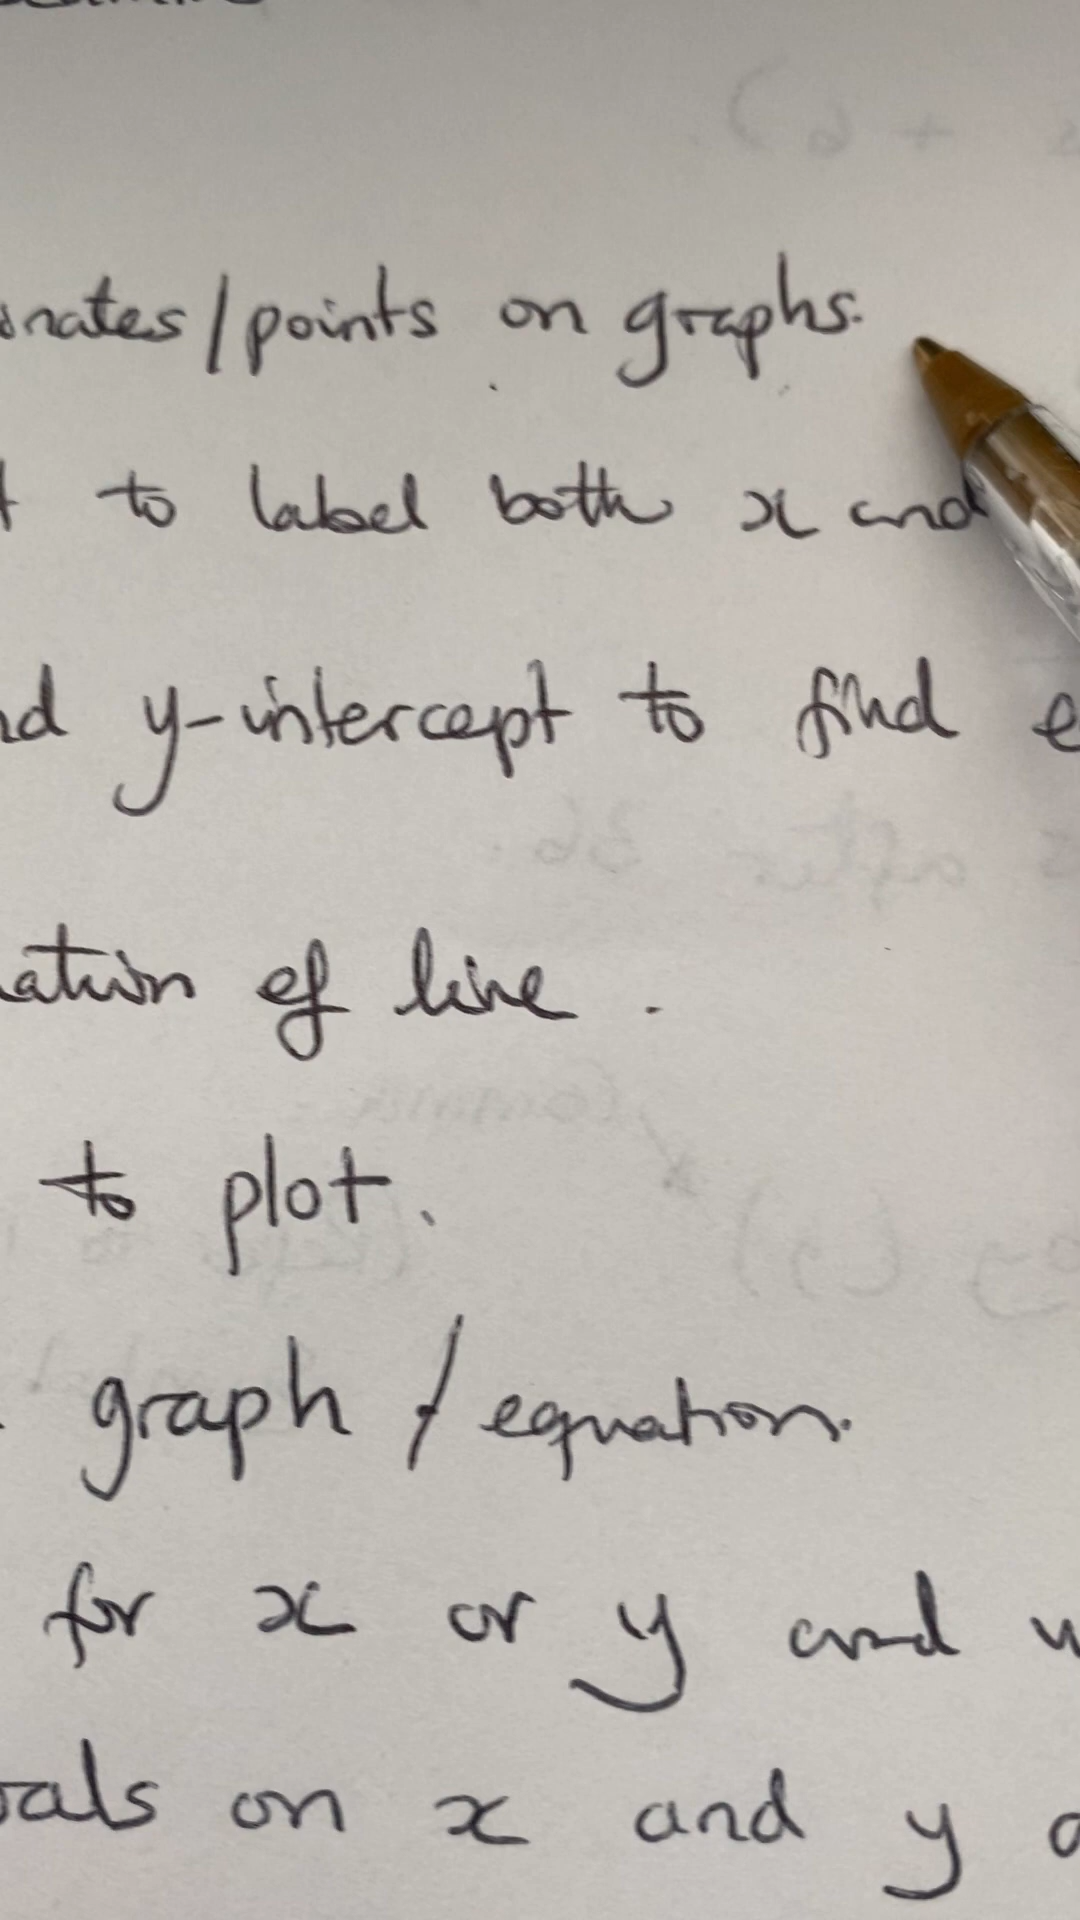 nates/points on graphs.
to label both x and
y-intercept to find
of line.
to plot.
graph / equation.
for x or y and
on x and y